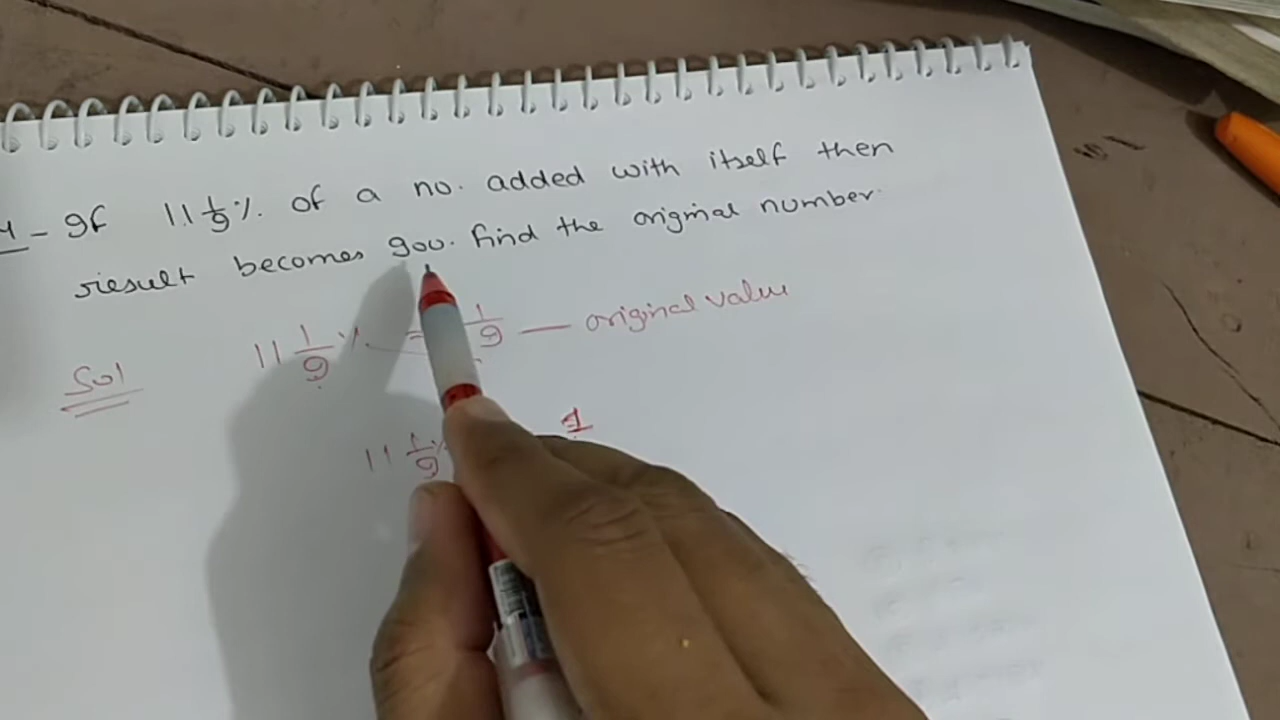 - If 11 1/9 % of a no. added with itself then
result becomes 900. find the original number.
Sol 11 1/9 % = 1/9 — original value
11 1/9 % 1